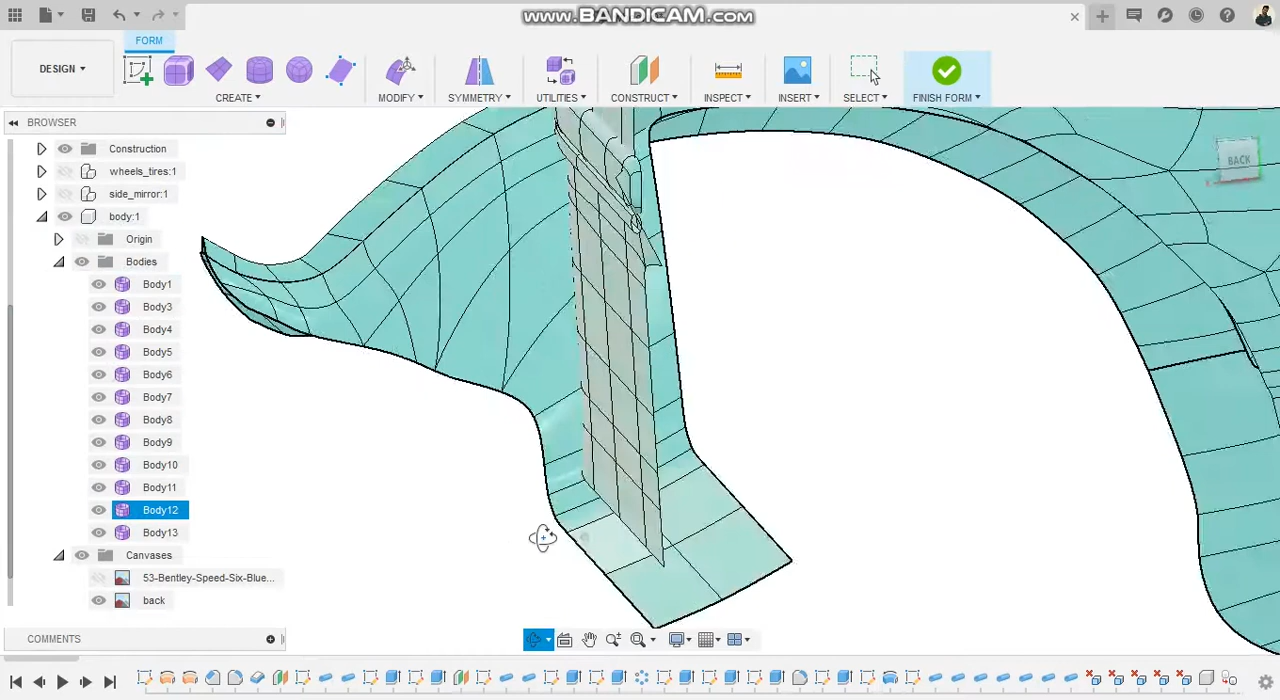 www.BANDICAM.com
FORM
DESIGN
CREATE
MODIFY
SYMMETRY
UTILITIES
CONSTRUCT
INSPECT
INSERT
SELECT
FINISH FORM
BROWSER
Construction
wheels_tires:1
side_mirror:1
body:1
Origin
Bodies
Body1
Body3
Body4
Body5
Body6
Body7
Body8
Body9
Body10
Body11
Body12
Body13
Canvases
53-Bentley-Speed-Six-Blue...
back
COMMENTS
BACK